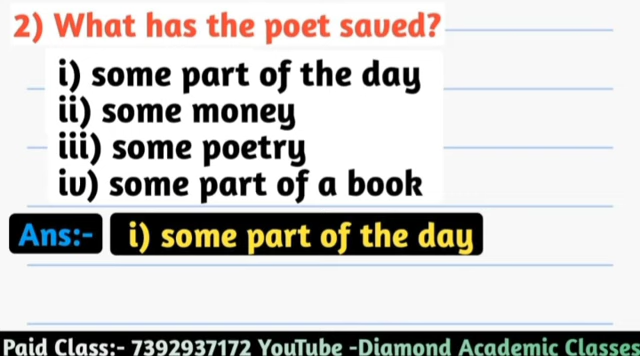 2) What has the poet saved?
i) some part of the day
ii) some money
iii) some poetry
iv) some part of a book
Ans:- i) some part of the day
Paid Class:- 7392937172 YouTube -Diamond Academic Classes